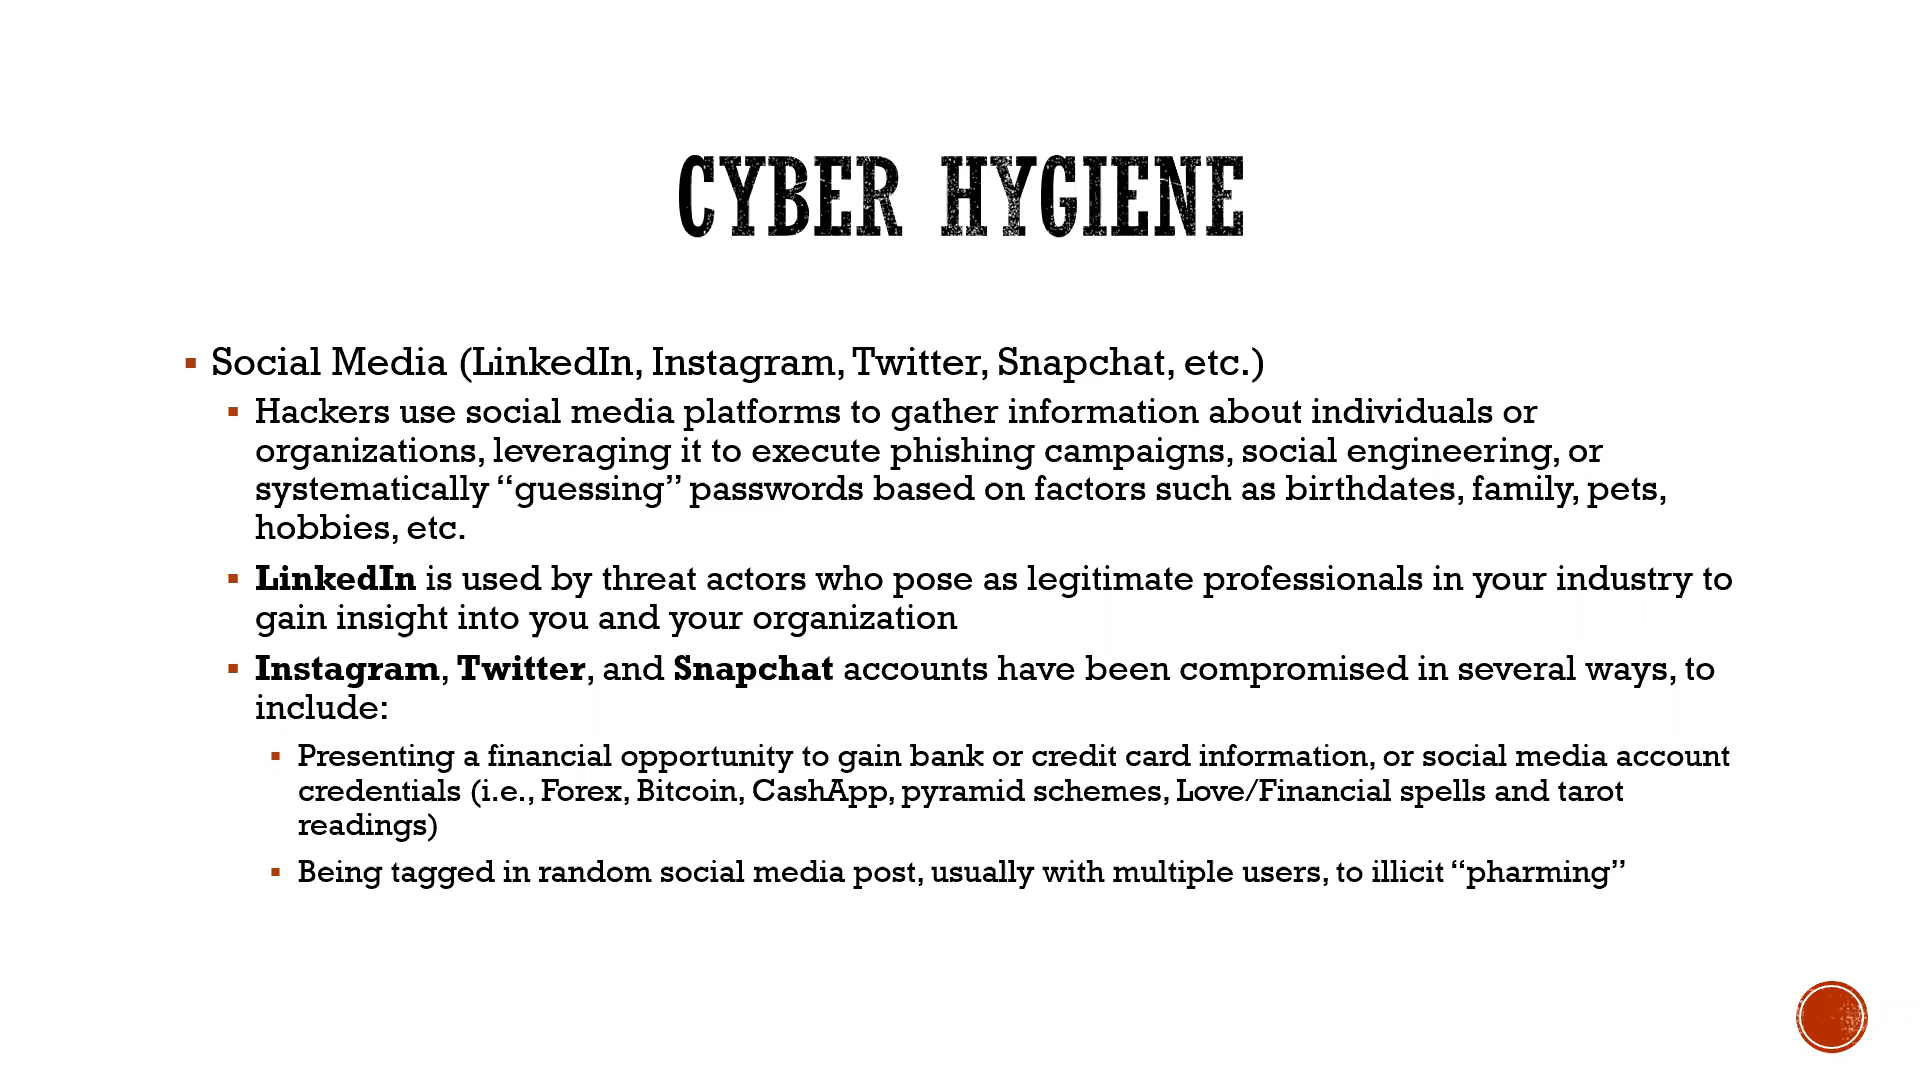 CYBER HYGIENE
▪ Social Media (LinkedIn, Instagram, Twitter, Snapchat, etc.)
▪ Hackers use social media platforms to gather information about individuals or
organizations, leveraging it to execute phishing campaigns, social engineering, or
systematically “guessing” passwords based on factors such as birthdates, family, pets,
hobbies, etc.
▪ LinkedIn is used by threat actors who pose as legitimate professionals in your industry to
gain insight into you and your organization
▪ Instagram, Twitter, and Snapchat accounts have been compromised in several ways, to
include:
▪ Presenting a financial opportunity to gain bank or credit card information, or social media account
credentials (i.e., Forex, Bitcoin, CashApp, pyramid schemes, Love/Financial spells and tarot
readings)
▪ Being tagged in random social media post, usually with multiple users, to illicit “pharming”